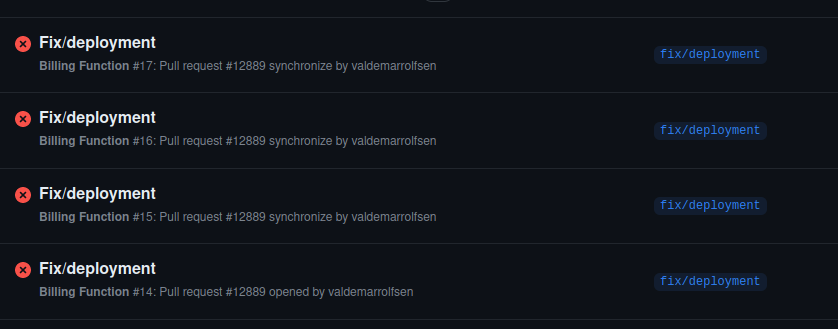 Fix/deployment
fix/deployment
Billing Function #17: Pull request #12889 synchronize by valdemarrolfsen
Fix/deployment
fix/deployment
Billing Function #16: Pull request #12889 synchronize by valdemarrolfsen
Fix/deployment
fix/deployment
Billing Function #15: Pull request #12889 synchronize by valdemarrolfsen
Fix/deployment
fix/deployment
Billing Function #14: Pull request #12889 opened by valdemarrolfsen